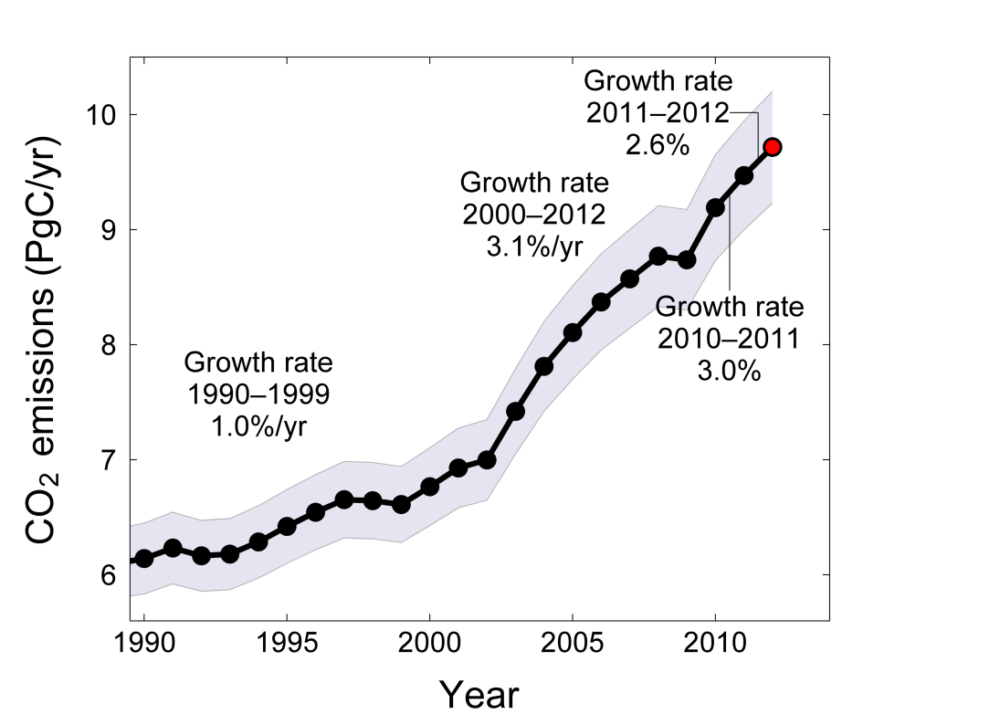 Growth rate
2011–2012
2.6%
Growth rate
2000–2012
3.1%/yr
Growth rate
2010–2011
3.0%
Growth rate
1990–1999
1.0%/yr
CO₂ emissions (PgC/yr)
10
9
8
7
6
1990 1995 2000 2005 2010
Year